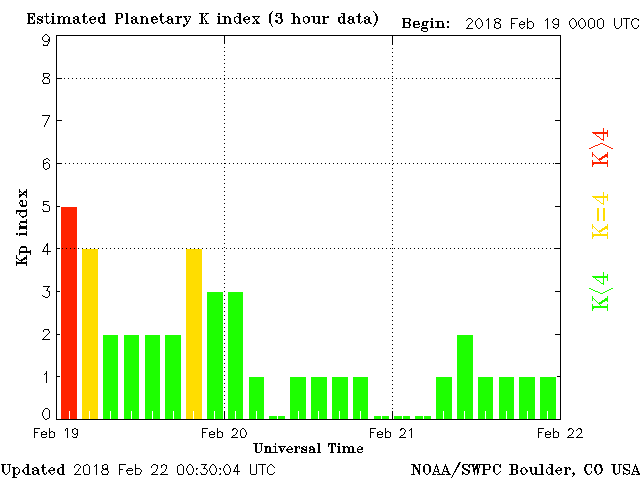 Estimated Planetary K index (3 hour data)
Begin: 2018 Feb 19 0000 UTC
9
8
7
6
5
4
3
2
1
0
Kp index
K>4
K=4
K<4
Feb 19
Feb 20
Feb 21
Feb 22
Universal Time
Updated 2018 Feb 22 00:30:04 UTC
NOAA/SWPC Boulder, CO USA